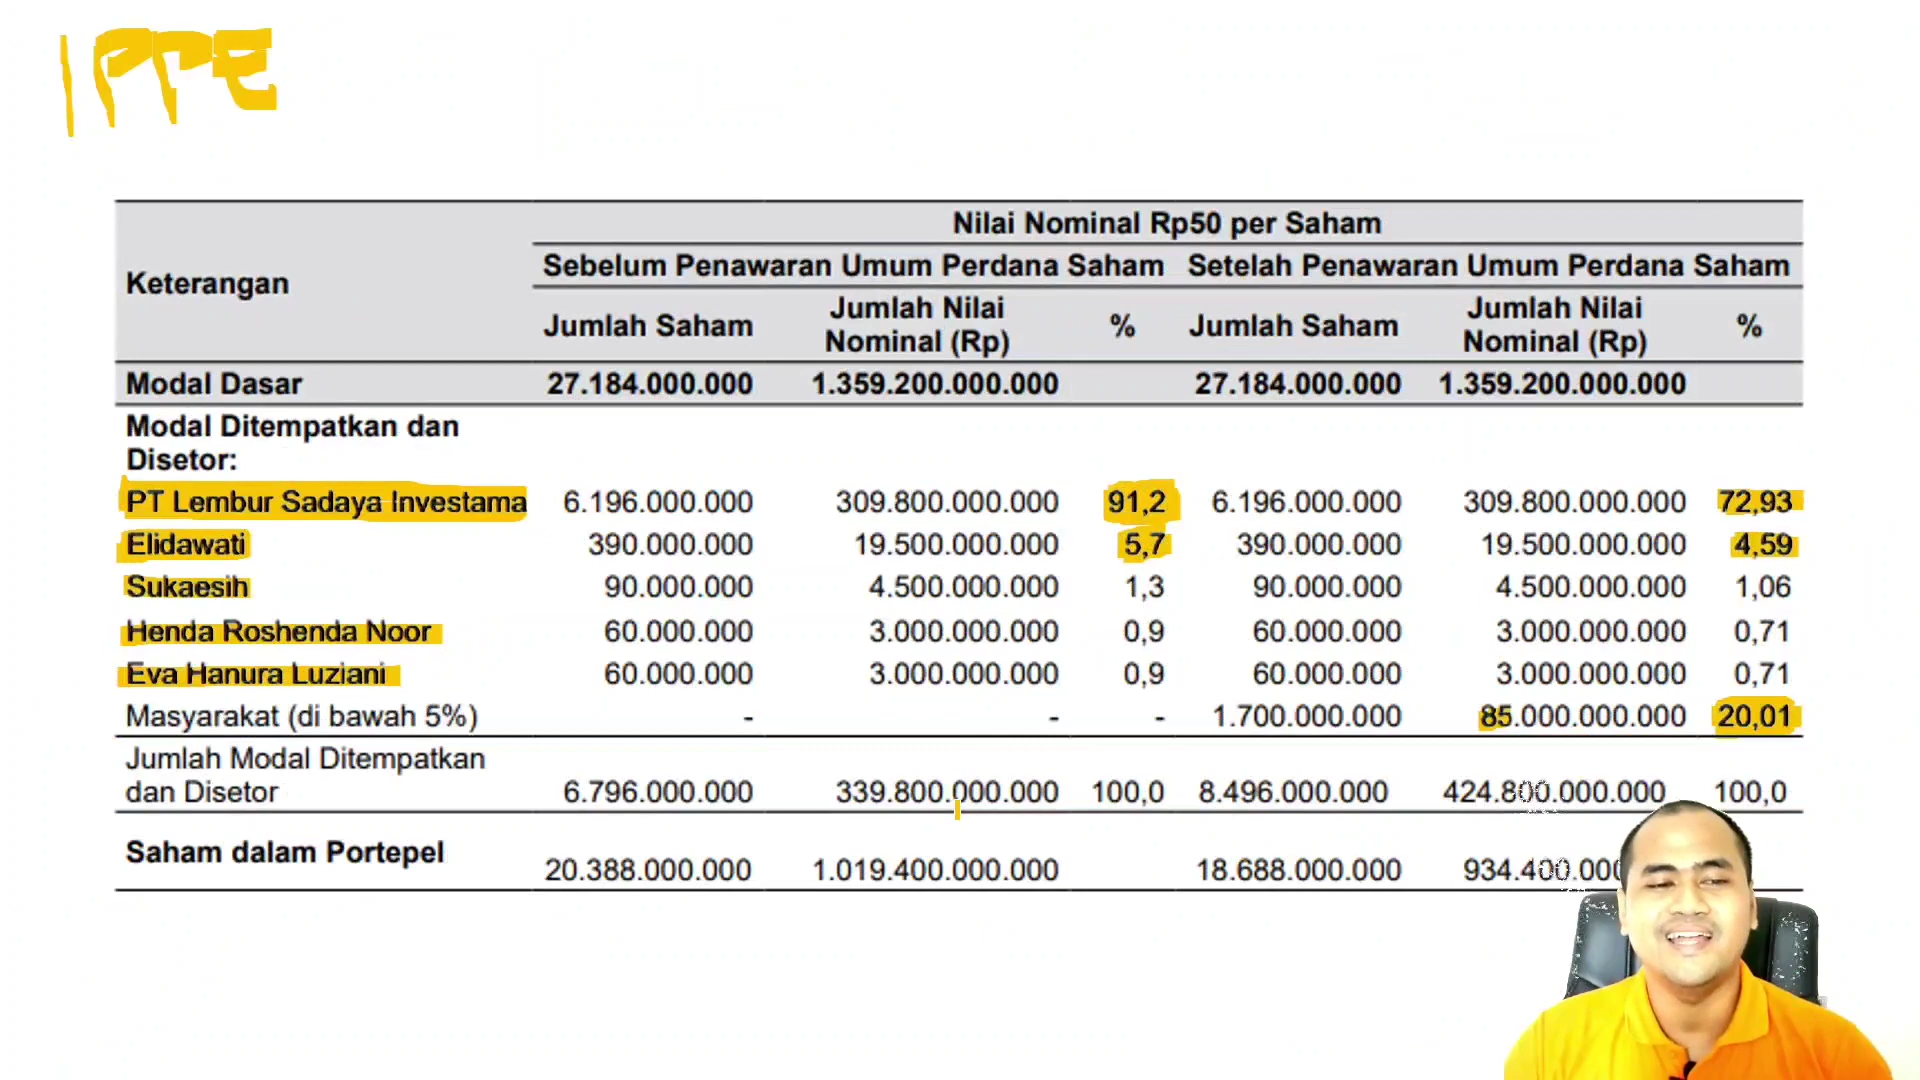 IPPE
Nilai Nominal Rp50 per Saham
Keterangan
Sebelum Penawaran Umum Perdana Saham Setelah Penawaran Umum Perdana Saham
Jumlah Saham Jumlah Nilai Nominal (Rp) % Jumlah Saham Jumlah Nilai Nominal (Rp) %
Modal Dasar 27.184.000.000 1.359.200.000.000 27.184.000.000 1.359.200.000.000
Modal Ditempatkan dan
Disetor:
PT Lembur Sadaya Investama 6.196.000.000 309.800.000.000 91,2 6.196.000.000 309.800.000.000 72,93
Elidawati 390.000.000 19.500.000.000 5,7 390.000.000 19.500.000.000 4,59
Sukaesih 90.000.000 4.500.000.000 1,3 90.000.000 4.500.000.000 1,06
Henda Roshenda Noor 60.000.000 3.000.000.000 0,9 60.000.000 3.000.000.000 0,71
Eva Hanura Luziani 60.000.000 3.000.000.000 0,9 60.000.000 3.000.000.000 0,71
Masyarakat (di bawah 5%) - - - 1.700.000.000 85.000.000.000 20,01
Jumlah Modal Ditempatkan
dan Disetor 6.796.000.000 339.800.000.000 100,0 8.496.000.000 424.800.000.000 100,0
Saham dalam Portepel
20.388.000.000 1.019.400.000.000 18.688.000.000